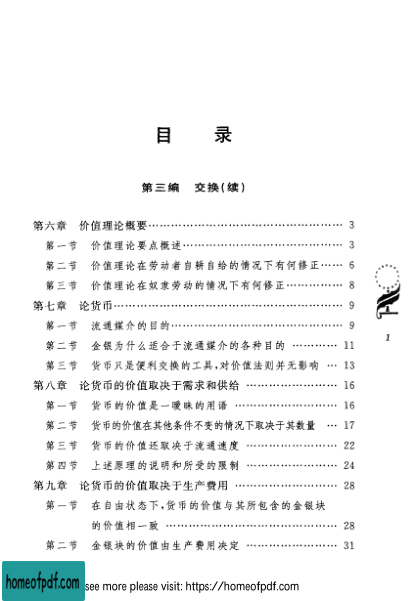 目 录
第三编 交换(续)
第六章 价值理论概要…………………………………………… 3
第一节 价值理论要点概述…………………………………… 3
第二节 价值理论在劳动者自耕自给的情况下有何修正…… 6
第三节 价值理论在奴隶劳动的情况下有何修正…………… 8
第七章 论货币…………………………………………………… 9
第一节 流通媒介的目的……………………………………… 9
第二节 金银为什么适合于流通媒介的各种目的 ………… 11
第三节 货币只是便利交换的工具,对价值法则并无影响 … 13
第八章 论货币的价值取决于需求和供给 …………………… 16
第一节 货币的价值是一暧昧的用语 ……………………… 16
第二节 货币的价值在其他条件不变的情况下取决于其数量 … 17
第三节 货币的价值还取决于流通速度 …………………… 22
第四节 上述原理的说明和所受的限制 …………………… 24
第九章 论货币的价值取决于生产费用 ……………………… 28
第一节 在自由状态下,货币的价值与其所包含的金银块
的价值相一致 ……………………………………… 28
第二节 金银块的价值由生产费用决定 …………………… 31
1
homeofpdf.com
see more please visit: https://homeofpdf.com